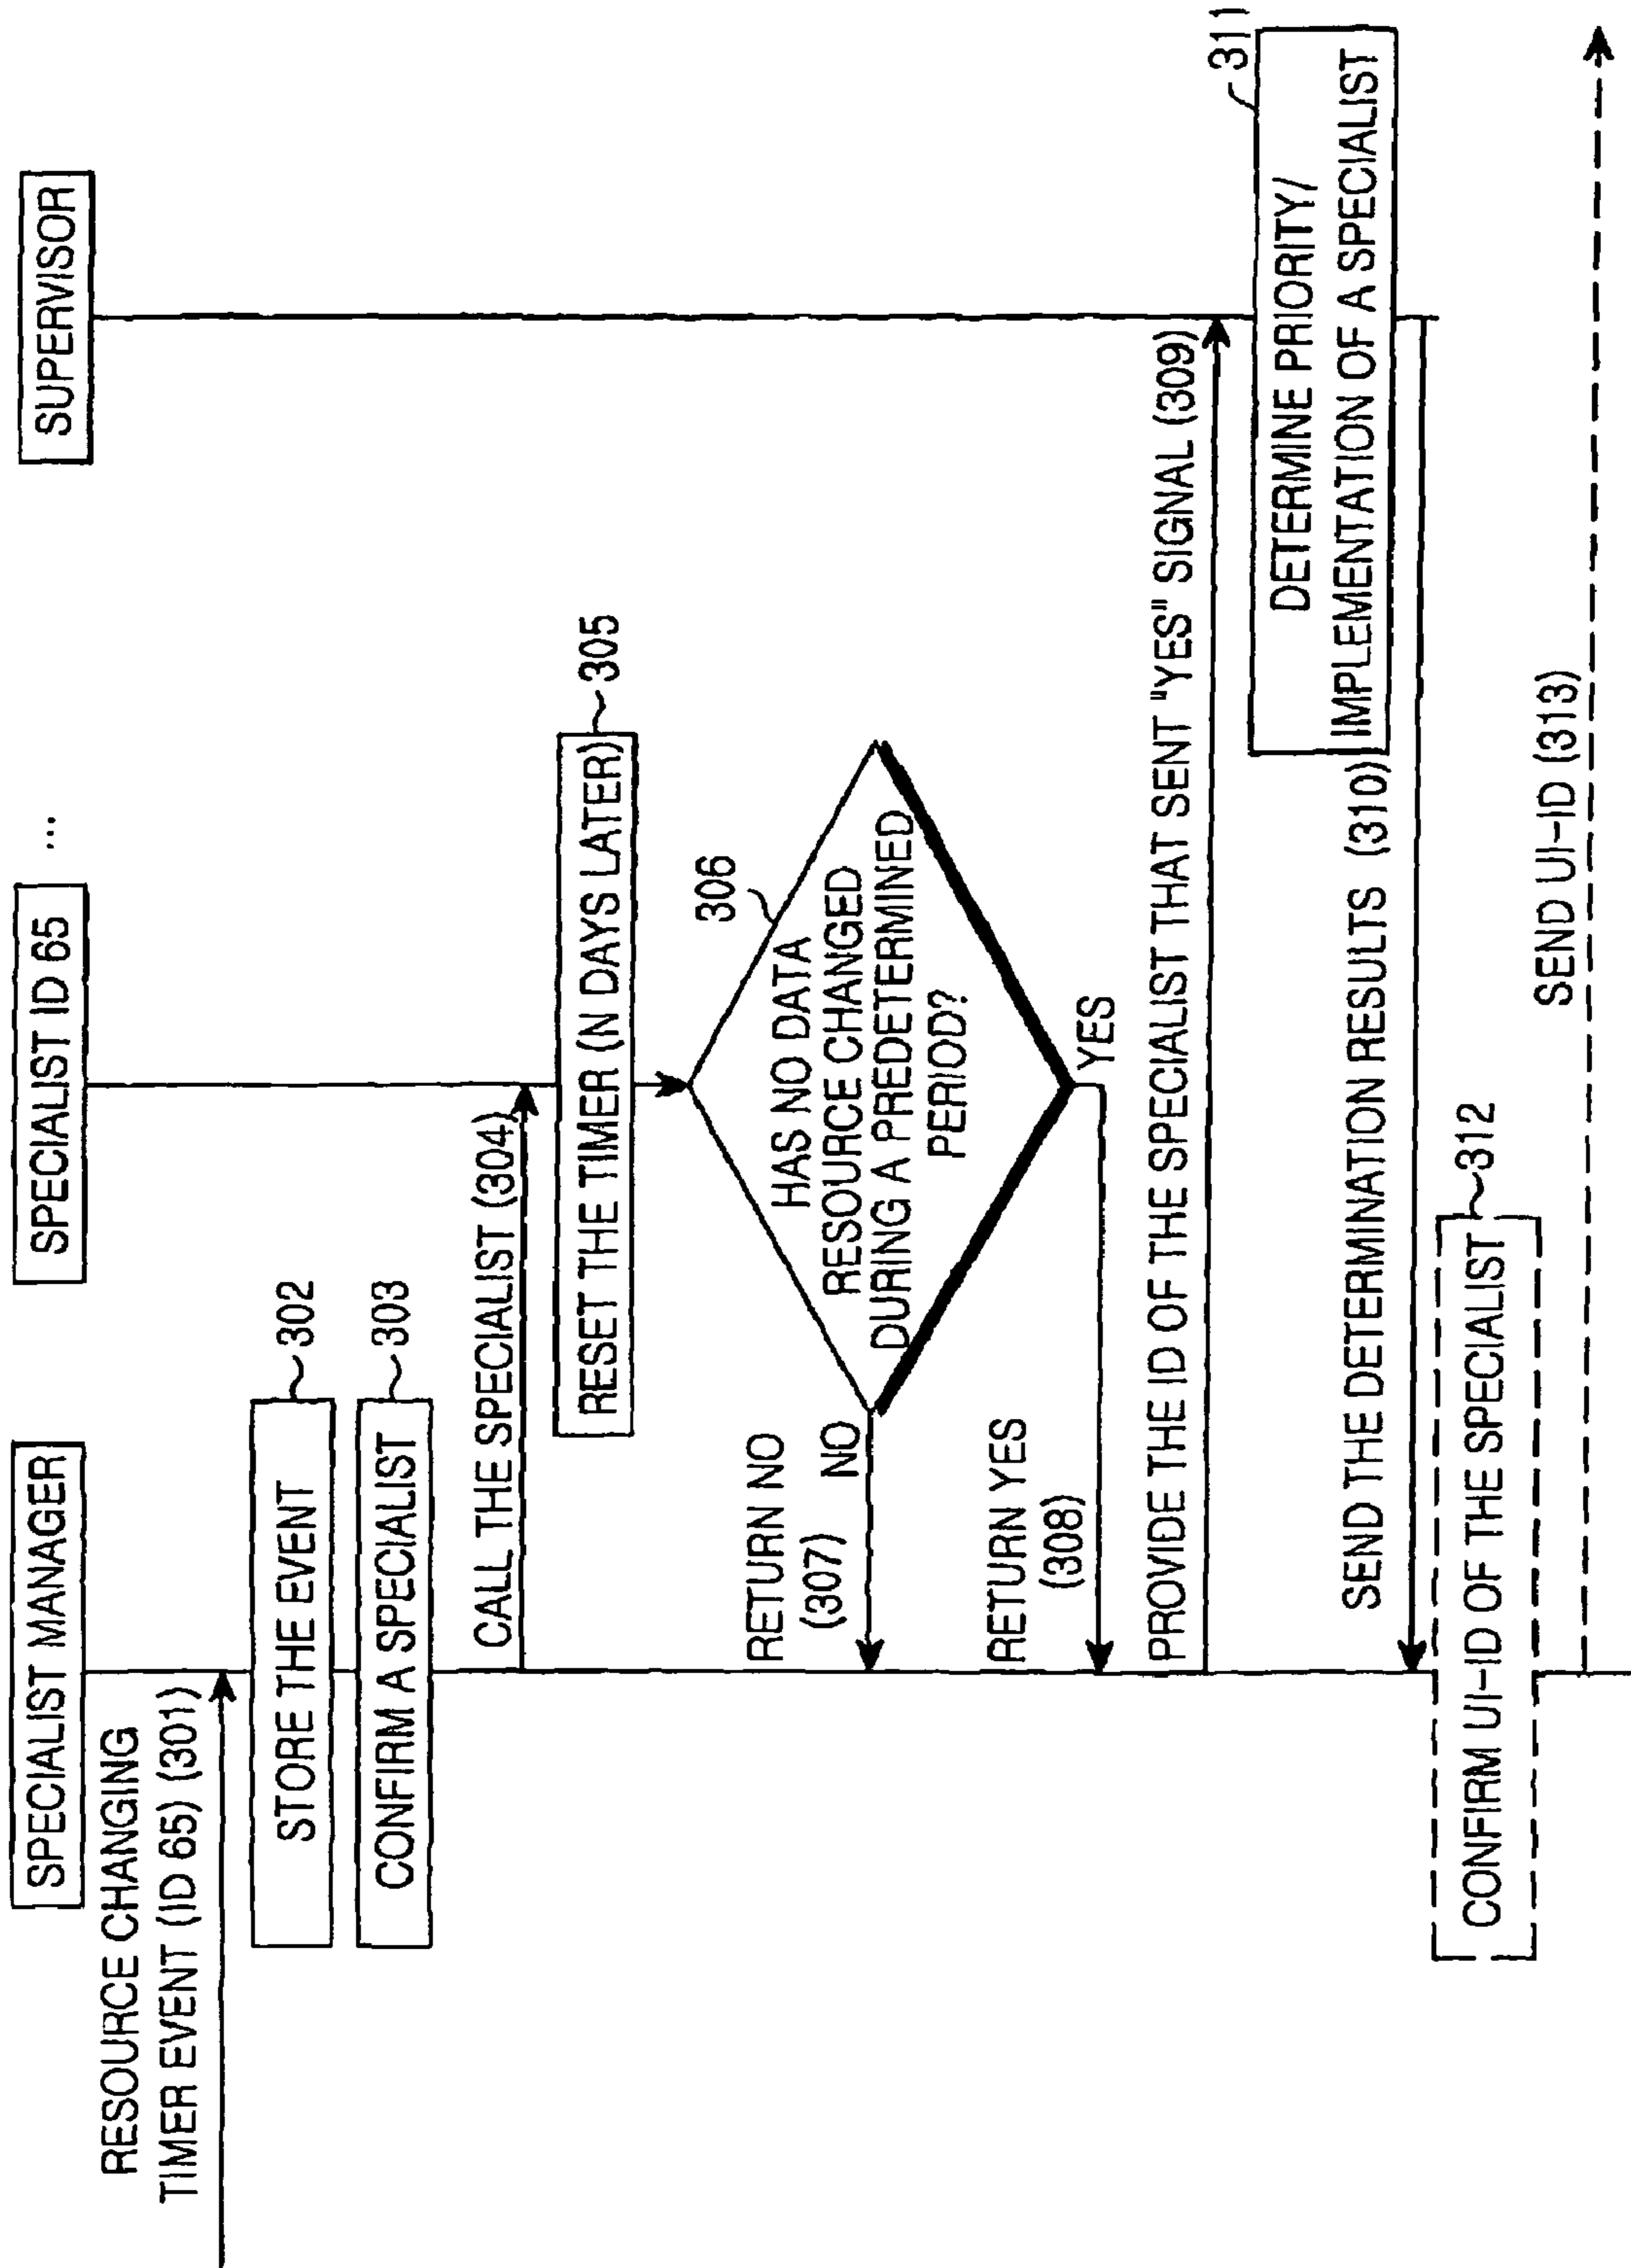 SPECIALIST MANAGER
SPECIALIST ID 65
...
SUPERVISOR
RESOURCE CHANGING
TIMER EVENT (ID 65) (301)
STORE THE EVENT
302
CONFIRM A SPECIALIST
303
CALL THE SPECIALIST (304)
RESET THE TIMER (N DAYS LATER)
305
306
HAS NO DATA
RESOURCE CHANGED
DURING A PREDETERMINED
PERIOD?
RETURN NO
(307)
NO
YES
RETURN YES
(308)
PROVIDE THE ID OF THE SPECIALIST THAT SENT "YES" SIGNAL (309)
311
DETERMINE PRIORITY/
IMPLEMENTATION OF A SPECIALIST
SEND THE DETERMINATION RESULTS (310)
CONFIRM UI-ID OF THE SPECIALIST
312
SEND UI-ID (313)